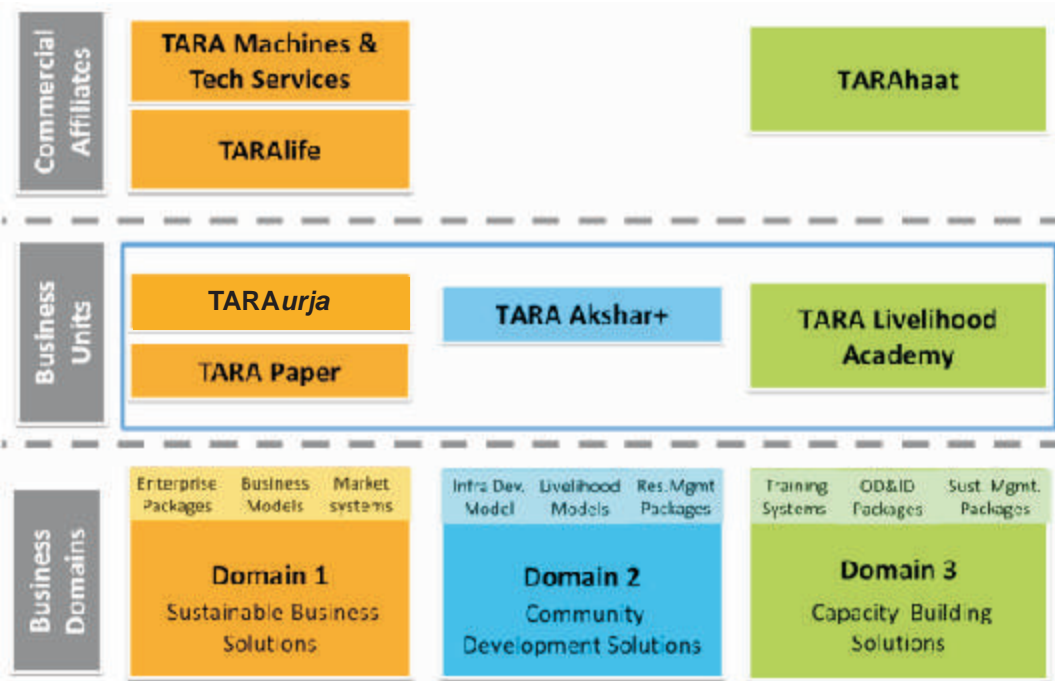 Commercial
Affiliates
TARA Machines &
Tech Services
TARAlife
TARAhaat
Business
Units
TARAurja
TARA Paper
TARA Akshar+
TARA Livelihood
Academy
Business
Domains
Enterprise
Packages
Business
Models
Market
systems
Domain 1
Sustainable Business
Solutions
Infra Dev.
Model
Livelihood
Models
Res.Mgmt
Packages
Domain 2
Community
Development Solutions
Training
Systems
OD&ID
Packages
Sust. Mgmt.
Packages
Domain 3
Capacity Building
Solutions